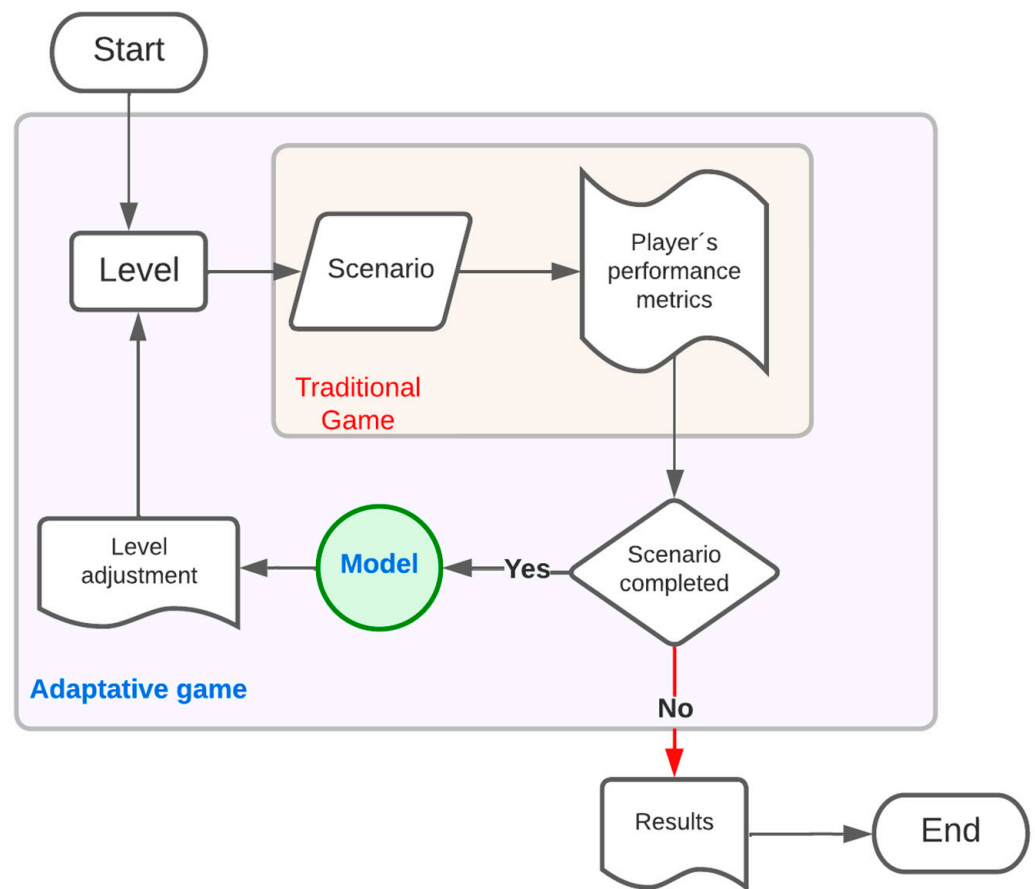 Start
Level
Scenario
Player´s
performance
metrics
Traditional
Game
Scenario
completed
Yes
Model
Level
adjustment
Adaptative game
No
Results
End